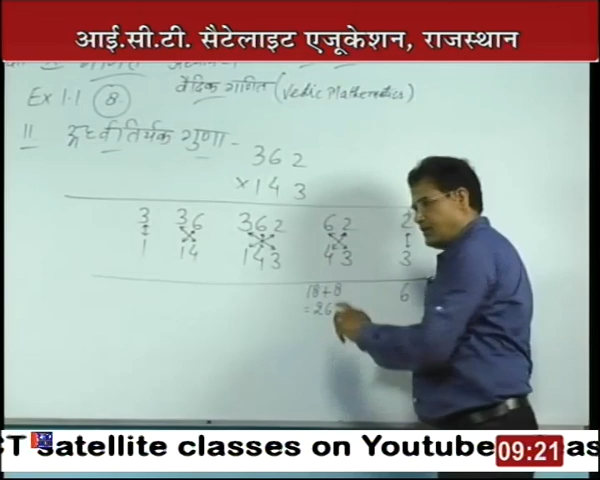 आई.सी.टी. सैटेलाइट एजूकेशन, राजस्थान
Ex 1.1 8 वैदिक गणित (Vedic Mathematics)
II ऊर्ध्वतिर्यक गुणा -
362
×143
3 36 362 62 2
1 14 143 43 3
18+8 6
= 26
CT satellite classes on Youtube
09:21